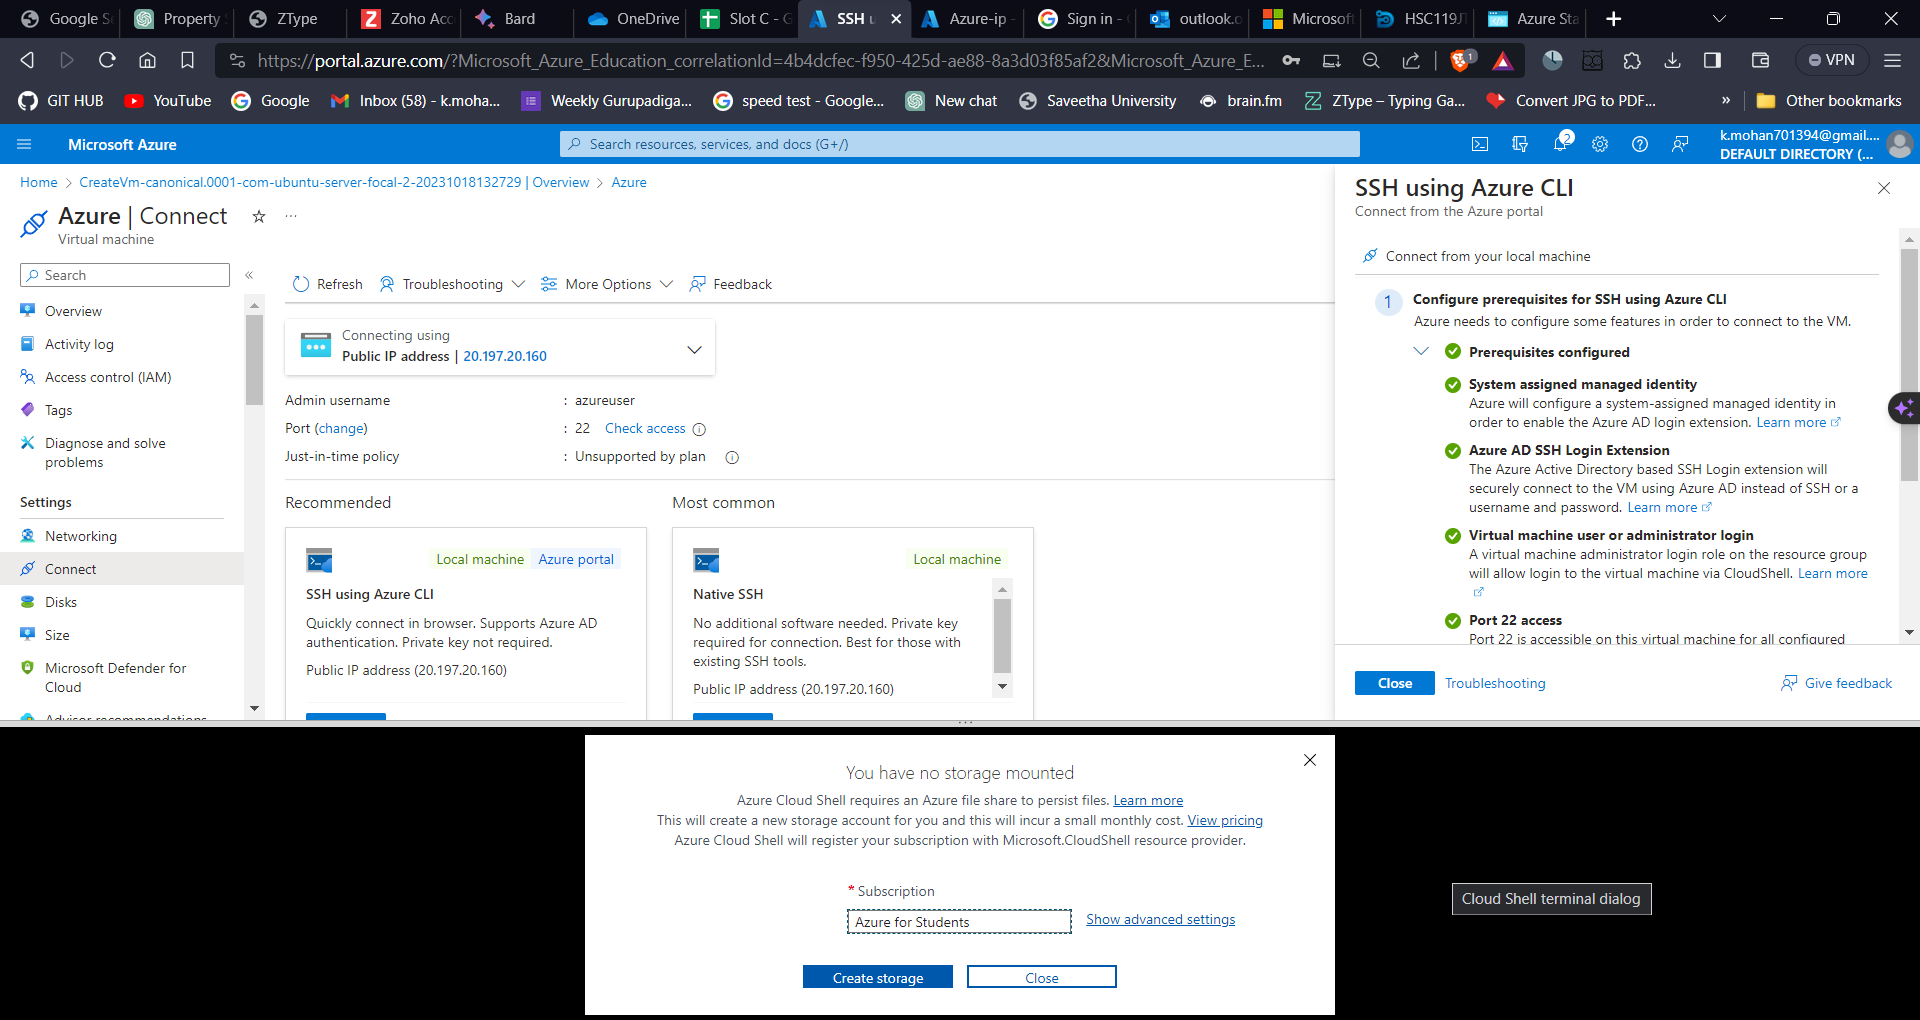 Google S
Property
ZType
Zoho Acc
Bard
OneDrive
Slot C - G
SSH u
Azure-ip -
Sign in -
outlook.o
Microsoft
HSC119JT
Azure Sta
https://portal.azure.com/?Microsoft_Azure_Education_correlationId=4b4dcfec-f950-425d-ae88-8a3d03f85af2&Microsoft_Azure_E...
1
VPN
GIT HUB
YouTube
Google
Inbox (58) - k.moha...
Weekly Gurupadiga...
speed test - Google...
New chat
Saveetha University
brain.fm
ZType – Typing Ga...
Convert JPG to PDF...
»
Other bookmarks
Microsoft Azure
Search resources, services, and docs (G+/)
2
k.mohan701394@gmail....
DEFAULT DIRECTORY (...
Home > CreateVm-canonical.0001-com-ubuntu-server-focal-2-20231018132729 | Overview > Azure
Azure | Connect
Virtual machine
Search
Overview
Activity log
Access control (IAM)
Tags
Diagnose and solve
problems
Settings
Networking
Connect
Disks
Size
Microsoft Defender for
Cloud
Advisor recommendations
Refresh
Troubleshooting
More Options
Feedback
Connecting using
Public IP address | 20.197.20.160
Admin username : azureuser
Port (change) : 22 Check access
Just-in-time policy : Unsupported by plan
Recommended
Local machine Azure portal
SSH using Azure CLI
Quickly connect in browser. Supports Azure AD
authentication. Private key not required.
Public IP address (20.197.20.160)
Most common
Local machine
Native SSH
No additional software needed. Private key
required for connection. Best for those with
existing SSH tools.
Public IP address (20.197.20.160)
SSH using Azure CLI
Connect from the Azure portal
Connect from your local machine
1
Configure prerequisites for SSH using Azure CLI
Azure needs to configure some features in order to connect to the VM.
Prerequisites configured
System assigned managed identity
Azure will configure a system-assigned managed identity in
order to enable the Azure AD login extension. Learn more
Azure AD SSH Login Extension
The Azure Active Directory based SSH Login extension will
securely connect to the VM using Azure AD instead of SSH or a
username and password. Learn more
Virtual machine user or administrator login
A virtual machine administrator login role on the resource group
will allow login to the virtual machine via CloudShell. Learn more
Port 22 access
Port 22 is accessible on this virtual machine for all configured
Close
Troubleshooting
Give feedback
You have no storage mounted
Azure Cloud Shell requires an Azure file share to persist files. Learn more
This will create a new storage account for you and this will incur a small monthly cost. View pricing
Azure Cloud Shell will register your subscription with Microsoft.CloudShell resource provider.
* Subscription
Azure for Students
Show advanced settings
Create storage
Close
Cloud Shell terminal dialog